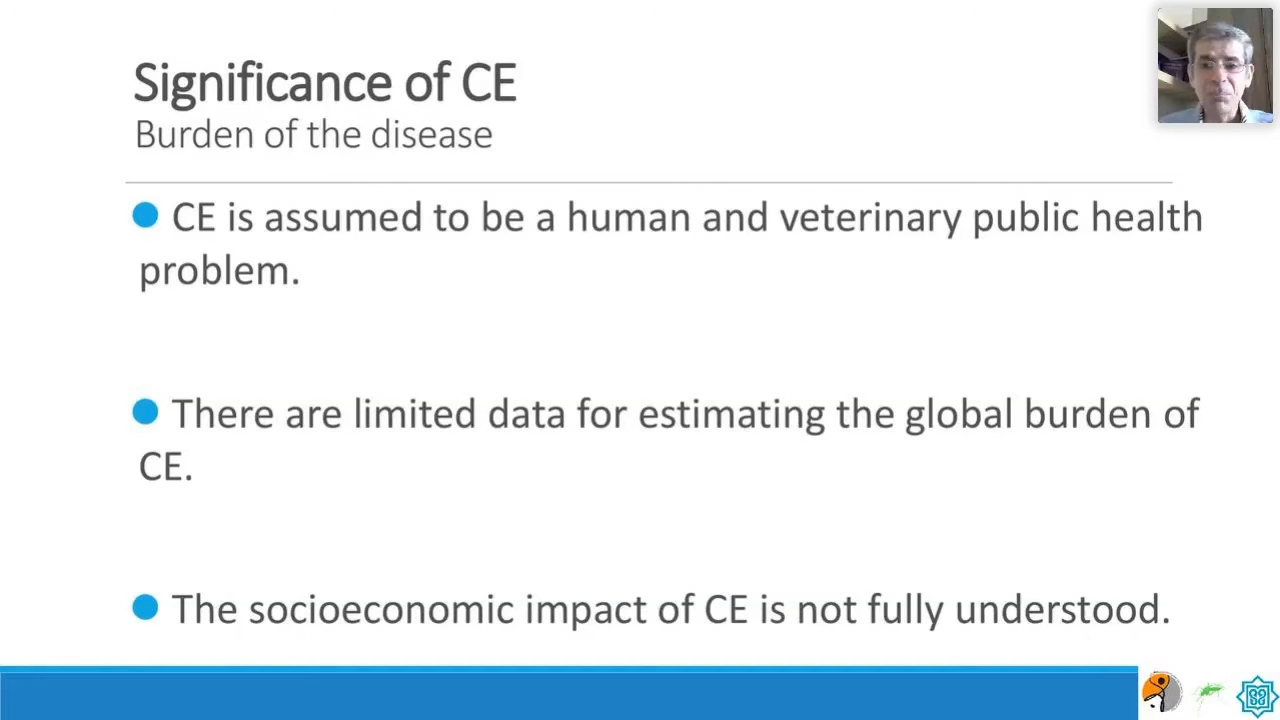 Significance of CE
Burden of the disease
CE is assumed to be a human and veterinary public health
problem.
There are limited data for estimating the global burden of
CE.
The socioeconomic impact of CE is not fully understood.